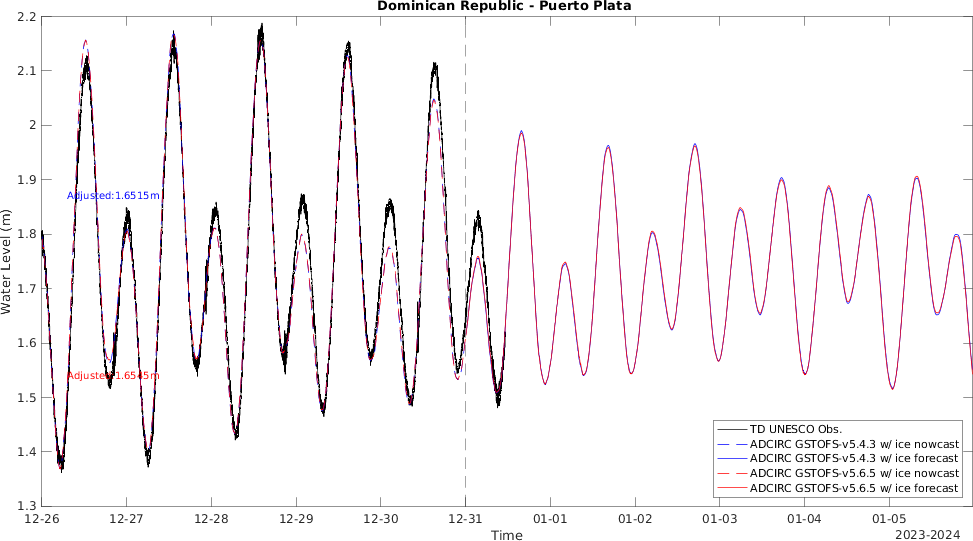 Dominican Republic - Puerto Plata
2.2
2.1
2
1.9
1.8
1.7
1.6
1.5
1.4
1.3
Water Level (m)
Adjusted:1.6515m
Adjusted:1.6545m
TD UNESCO Obs.
ADCIRC GSTOFS-v5.4.3 w/ ice nowcast
ADCIRC GSTOFS-v5.4.3 w/ ice forecast
ADCIRC GSTOFS-v5.6.5 w/ ice nowcast
ADCIRC GSTOFS-v5.6.5 w/ ice forecast
12-26 12-27 12-28 12-29 12-30 12-31 01-01 01-02 01-03 01-04 01-05
Time
2023-2024